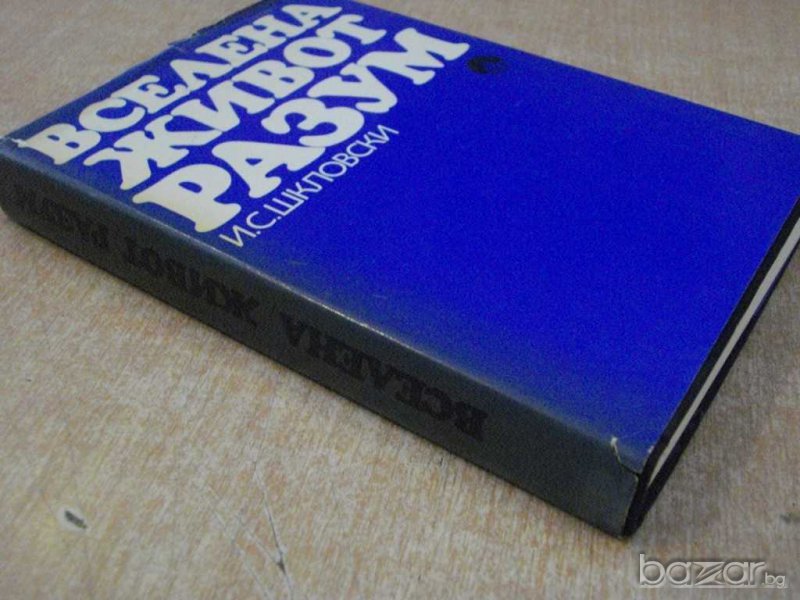 ВСЕЛЕНА
ЖИВОТ
РАЗУМ
И.С.ШКЛОВСКИ
ВСЕЛЕНА ЖИВОТ РАЗУМ
bazar.bg